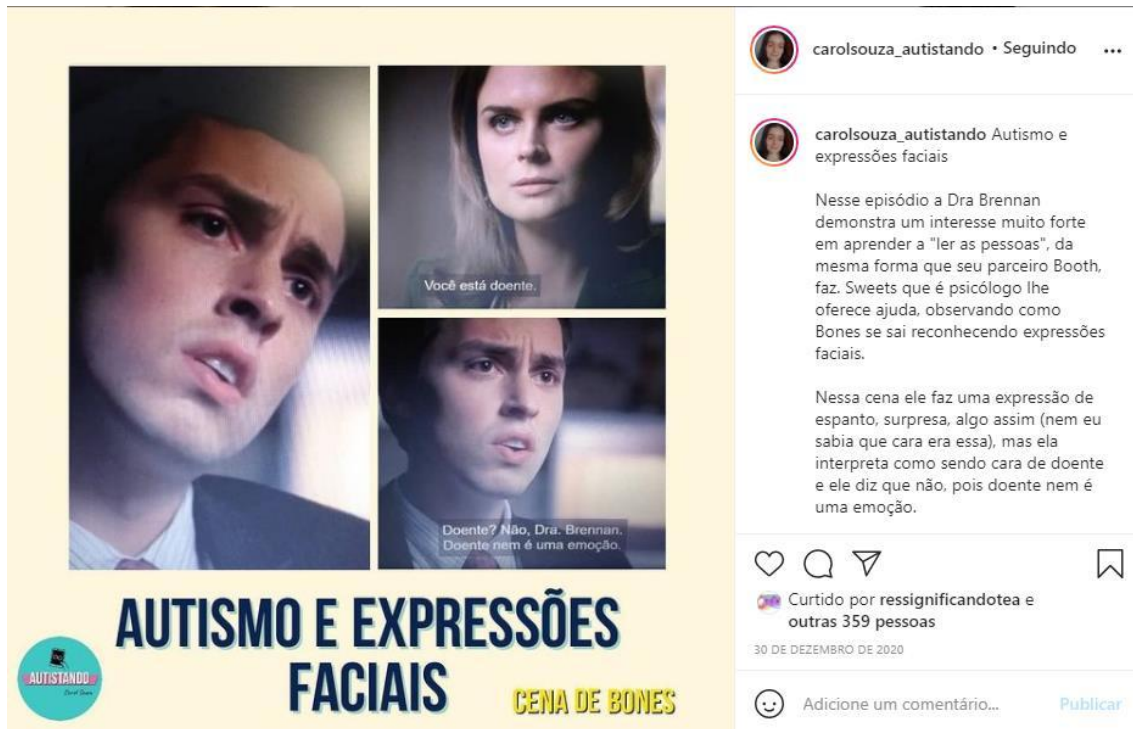 Você está doente.
Doente? Não, Dra. Brennan.
Doente nem é uma emoção.
AUTISMO E EXPRESSÕES
FACIAIS
CENA DE BONES
AUTISTANDO
carolsouza_autistando • Seguindo
carolsouza_autistando Autismo e
expressões faciais
Nesse episódio a Dra Brennan
demonstra um interesse muito forte
em aprender a "ler as pessoas", da
mesma forma que seu parceiro Booth,
faz. Sweets que é psicólogo lhe
oferece ajuda, observando como
Bones se sai reconhecendo expressões
faciais.
Nessa cena ele faz uma expressão de
espanto, surpresa, algo assim (nem eu
sabia que cara era essa), mas ela
interpreta como sendo cara de doente
e ele diz que não, pois doente nem é
uma emoção.
Curtido por ressignificandotea e
outras 359 pessoas
30 DE DEZEMBRO DE 2020
Adicione um comentário...
Publicar